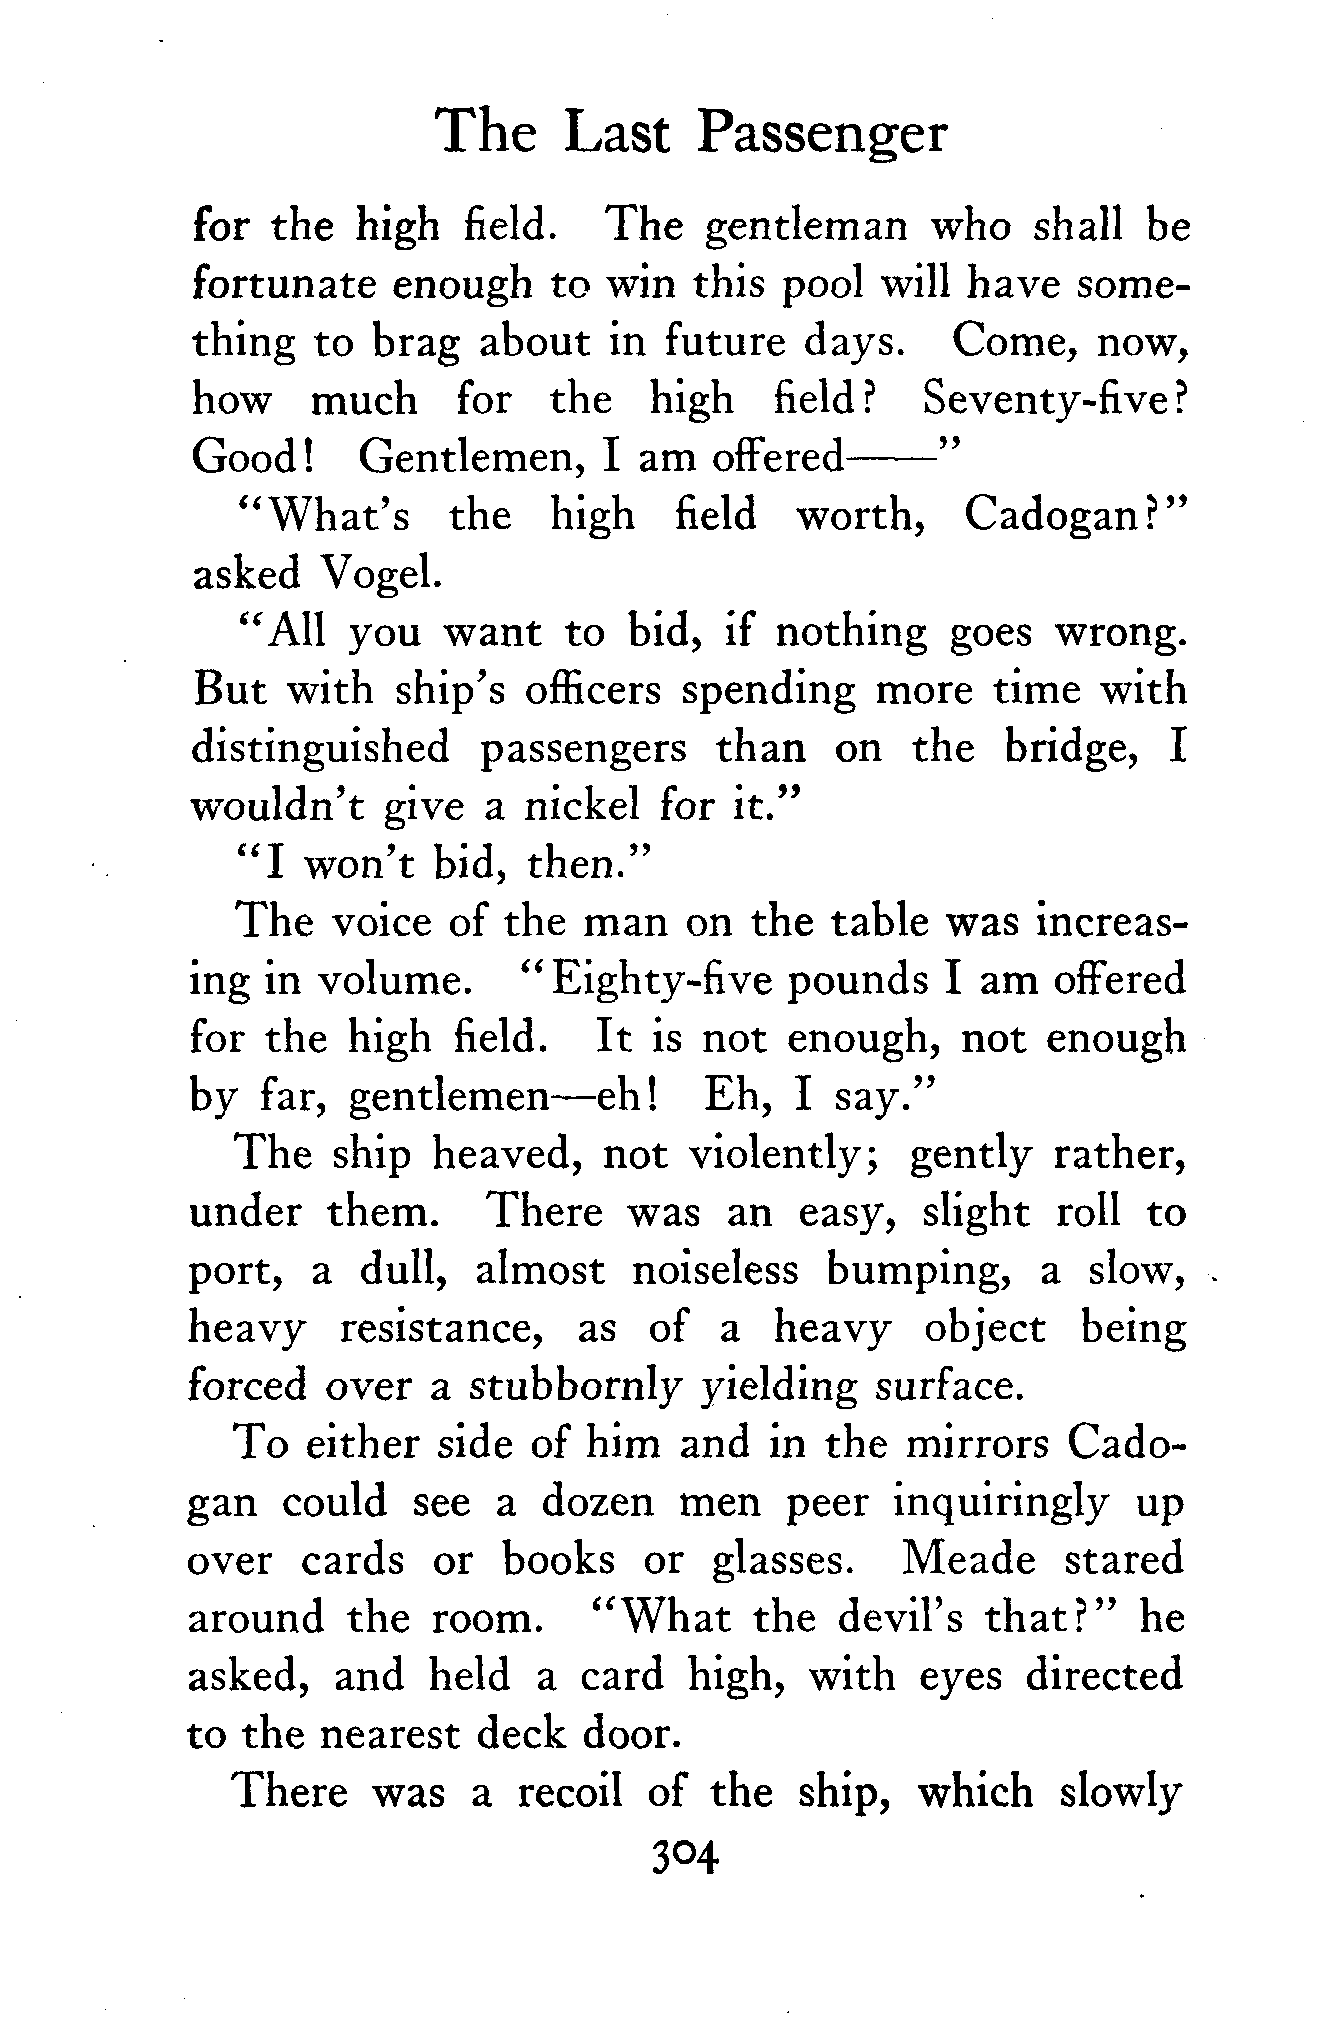 The Last Passenger
for the high field. The gentleman who shall be
fortunate enough to win this pool will have some-
thing to brag about in future days. Come, now,
how much for the high field? Seventy-five?
Good! Gentlemen, I am offered——"
"What's the high field worth, Cadogan?"
asked Vogel.
"All you want to bid, if nothing goes wrong.
But with ship's officers spending more time with
distinguished passengers than on the bridge, I
wouldn't give a nickel for it."
"I won't bid, then."
The voice of the man on the table was increas-
ing in volume. "Eighty-five pounds I am offered
for the high field. It is not enough, not enough
by far, gentlemen—eh! Eh, I say."
The ship heaved, not violently; gently rather,
under them. There was an easy, slight roll to
port, a dull, almost noiseless bumping, a slow,
heavy resistance, as of a heavy object being
forced over a stubbornly yielding surface.
To either side of him and in the mirrors Cado-
gan could see a dozen men peer inquiringly up
over cards or books or glasses. Meade stared
around the room. "What the devil's that?" he
asked, and held a card high, with eyes directed
to the nearest deck door.
There was a recoil of the ship, which slowly
304